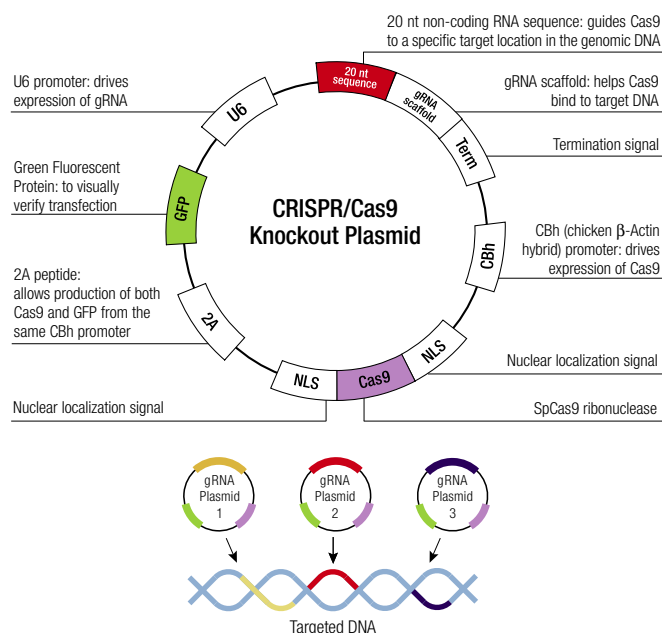 20 nt non-coding RNA sequence: guides Cas9
to a specific target location in the genomic DNA
U6 promoter: drives
expression of gRNA
gRNA scaffold: helps Cas9
bind to target DNA
Termination signal
Green Fluorescent
Protein: to visually
verify transfection
CBh (chicken β-Actin
hybrid) promoter: drives
expression of Cas9
2A peptide:
allows production of both
Cas9 and GFP from the
same CBh promoter
Nuclear localization signal
Nuclear localization signal
SpCas9 ribonuclease
CRISPR/Cas9
Knockout Plasmid
20 nt
sequence
gRNA
scaffold
Term
CBh
NLS
Cas9
NLS
2A
GFP
U6
gRNA
Plasmid
1
gRNA
Plasmid
2
gRNA
Plasmid
3
Targeted DNA